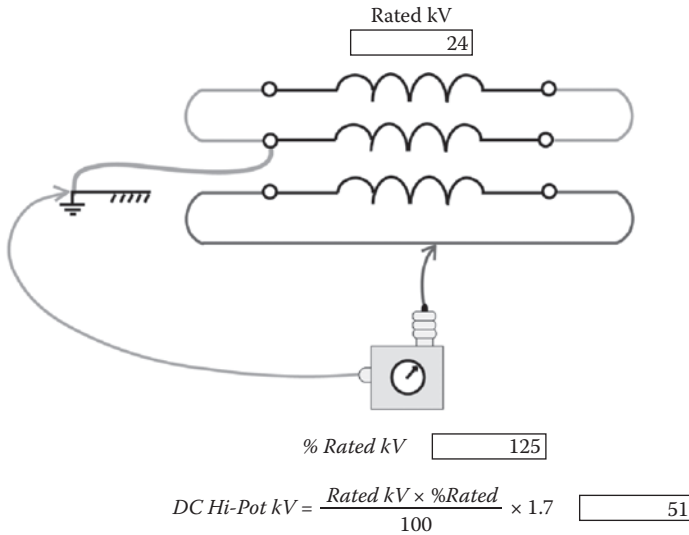 Rated kV
24
% Rated kV 125
DC Hi-Pot kV = Rated kV × %Rated / 100 × 1.7 51